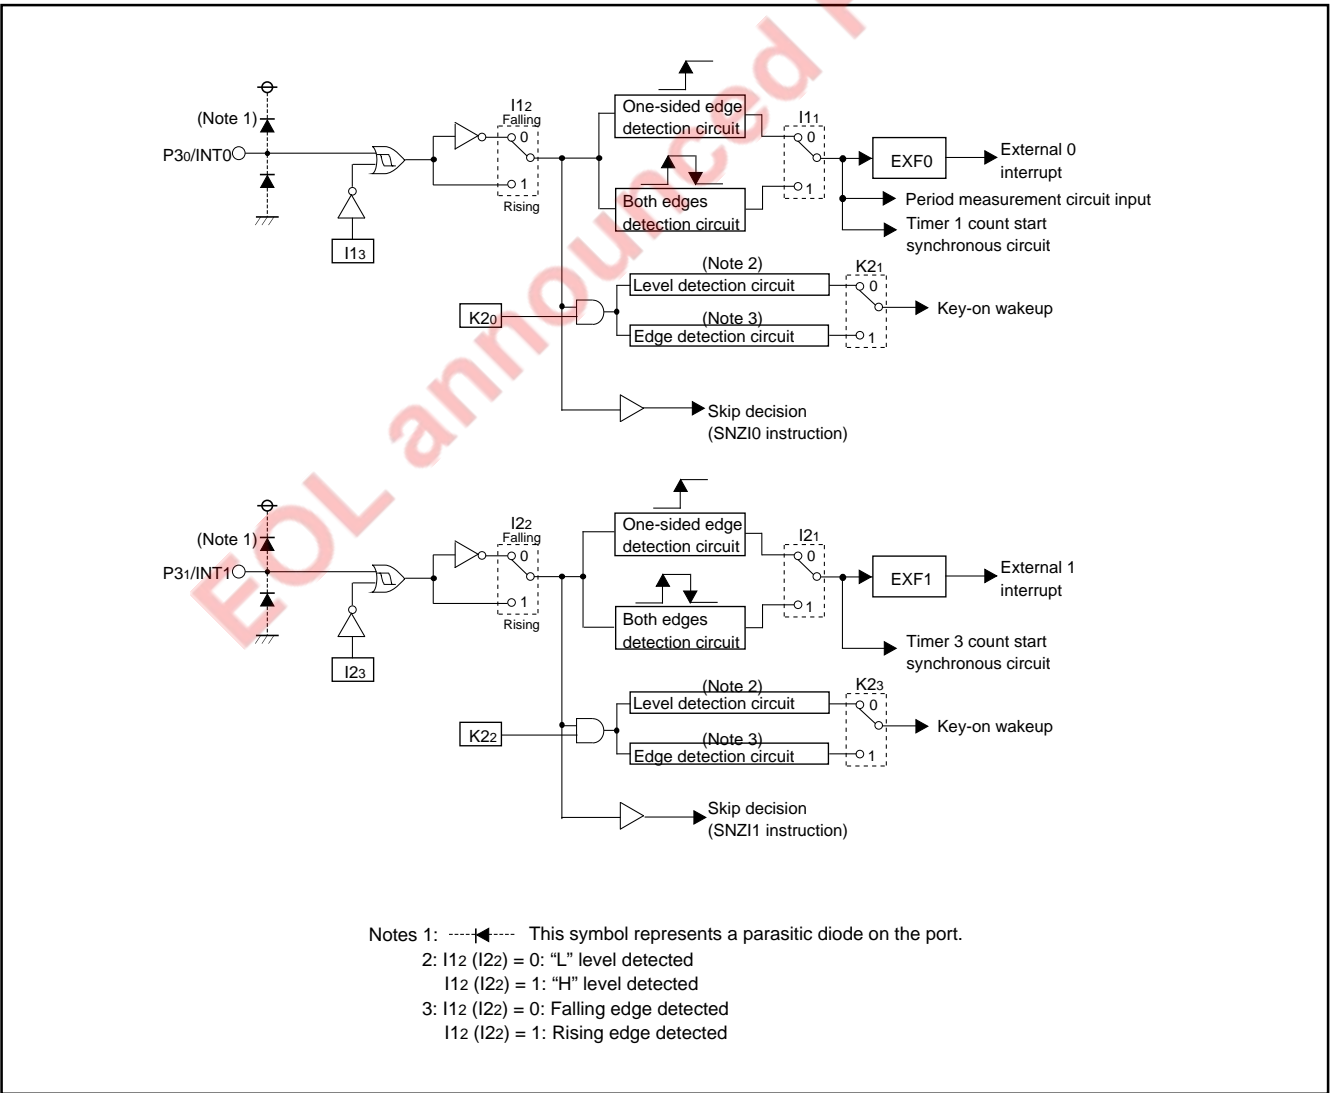 EOL announced P
(Note 1)
P30/INT0
I13
I12
Falling
0
1
Rising
One-sided edge
detection circuit
Both edges
detection circuit
I11
0
1
EXF0
External 0
interrupt
Period measurement circuit input
Timer 1 count start
synchronous circuit
K20
(Note 2)
Level detection circuit
(Note 3)
Edge detection circuit
K21
0
1
Key-on wakeup
Skip decision
(SNZI0 instruction)
(Note 1)
P31/INT1
I23
I22
Falling
0
1
Rising
One-sided edge
detection circuit
Both edges
detection circuit
I21
0
1
EXF1
External 1
interrupt
Timer 3 count start
synchronous circuit
K22
(Note 2)
Level detection circuit
(Note 3)
Edge detection circuit
K23
0
1
Key-on wakeup
Skip decision
(SNZI1 instruction)
Notes 1: This symbol represents a parasitic diode on the port.
2: I12 (I22) = 0: “L” level detected
I12 (I22) = 1: “H” level detected
3: I12 (I22) = 0: Falling edge detected
I12 (I22) = 1: Rising edge detected